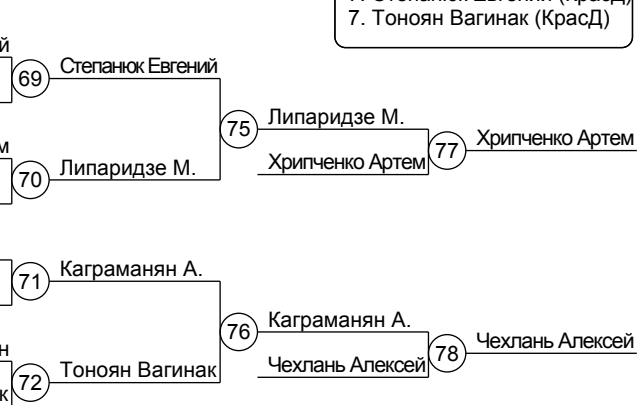 7. Тоноян Вагинак (КрасД)
69
Степанюк Евгений
75
Липаридзе М.
77
Хрипченко Артем
Хрипченко Артем
70
Липаридзе М.
71
Каграманян А.
76
Каграманян А.
78
Чехлань Алексей
Чехлань Алексей
72
Тоноян Вагинак